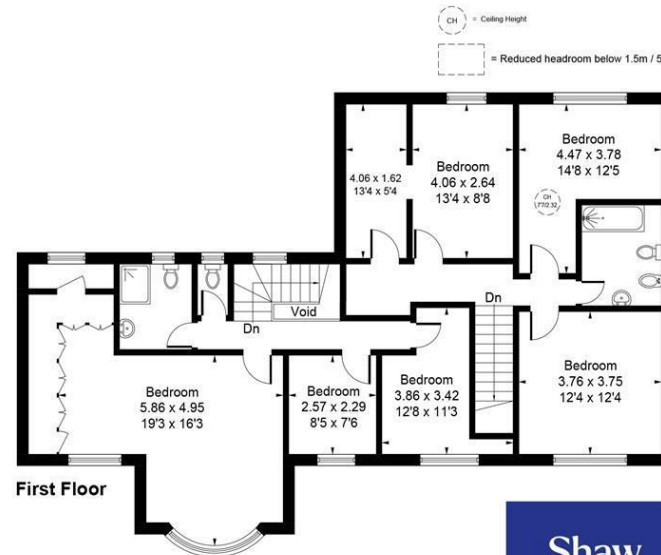 CH = Ceiling Height
= Reduced headroom below 1.5m / 5
4.06 x 1.62
13'4 x 5'4
Bedroom
4.06 x 2.64
13'4 x 8'8
Bedroom
4.47 x 3.78
14'8 x 12'5
CH
7'7/2.32
Void
Dn
Dn
Bedroom
5.86 x 4.95
19'3 x 16'3
Bedroom
2.57 x 2.29
8'5 x 7'6
Bedroom
3.86 x 3.42
12'8 x 11'3
Bedroom
3.76 x 3.75
12'4 x 12'4
First Floor
Shaw